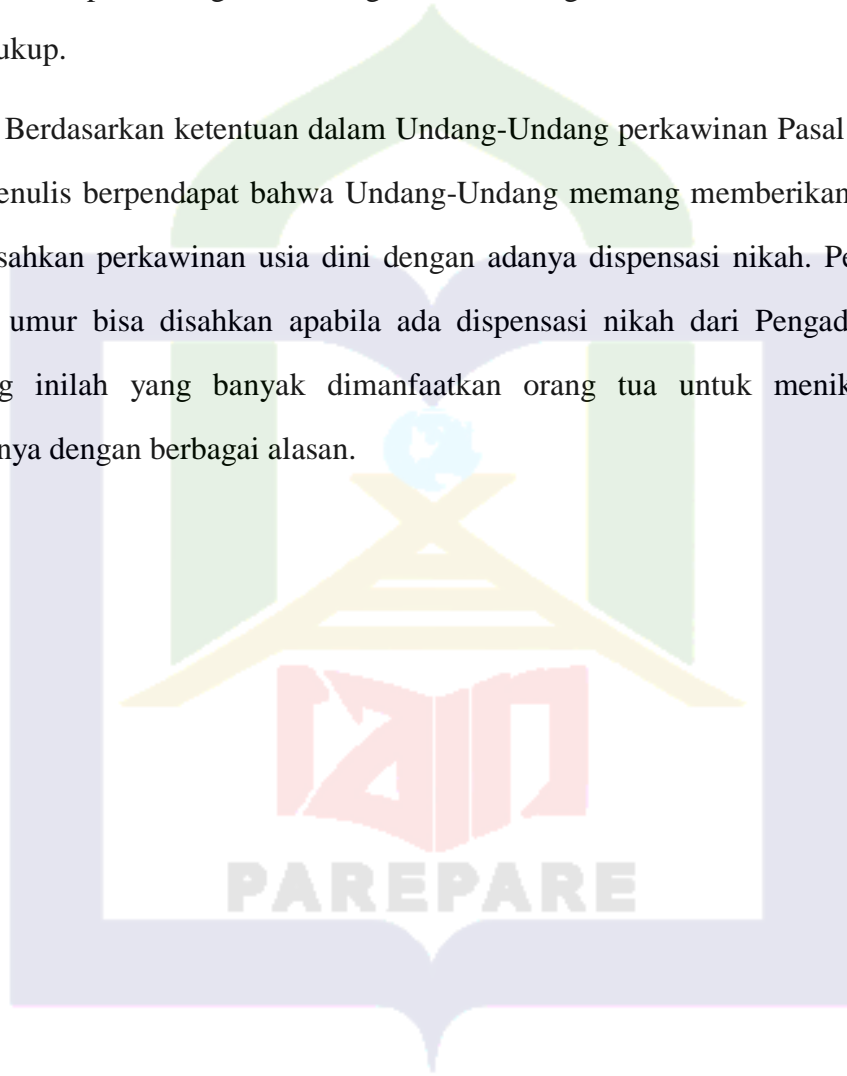 ukup.
Berdasarkan ketentuan dalam Undang-Undang perkawinan Pasal
enulis berpendapat bahwa Undang-Undang memang memberikan
sahkan perkawinan usia dini dengan adanya dispensasi nikah. Pe
umur bisa disahkan apabila ada dispensasi nikah dari Pengad
g inilah yang banyak dimanfaatkan orang tua untuk menik
nya dengan berbagai alasan.
iain
PAREPARE